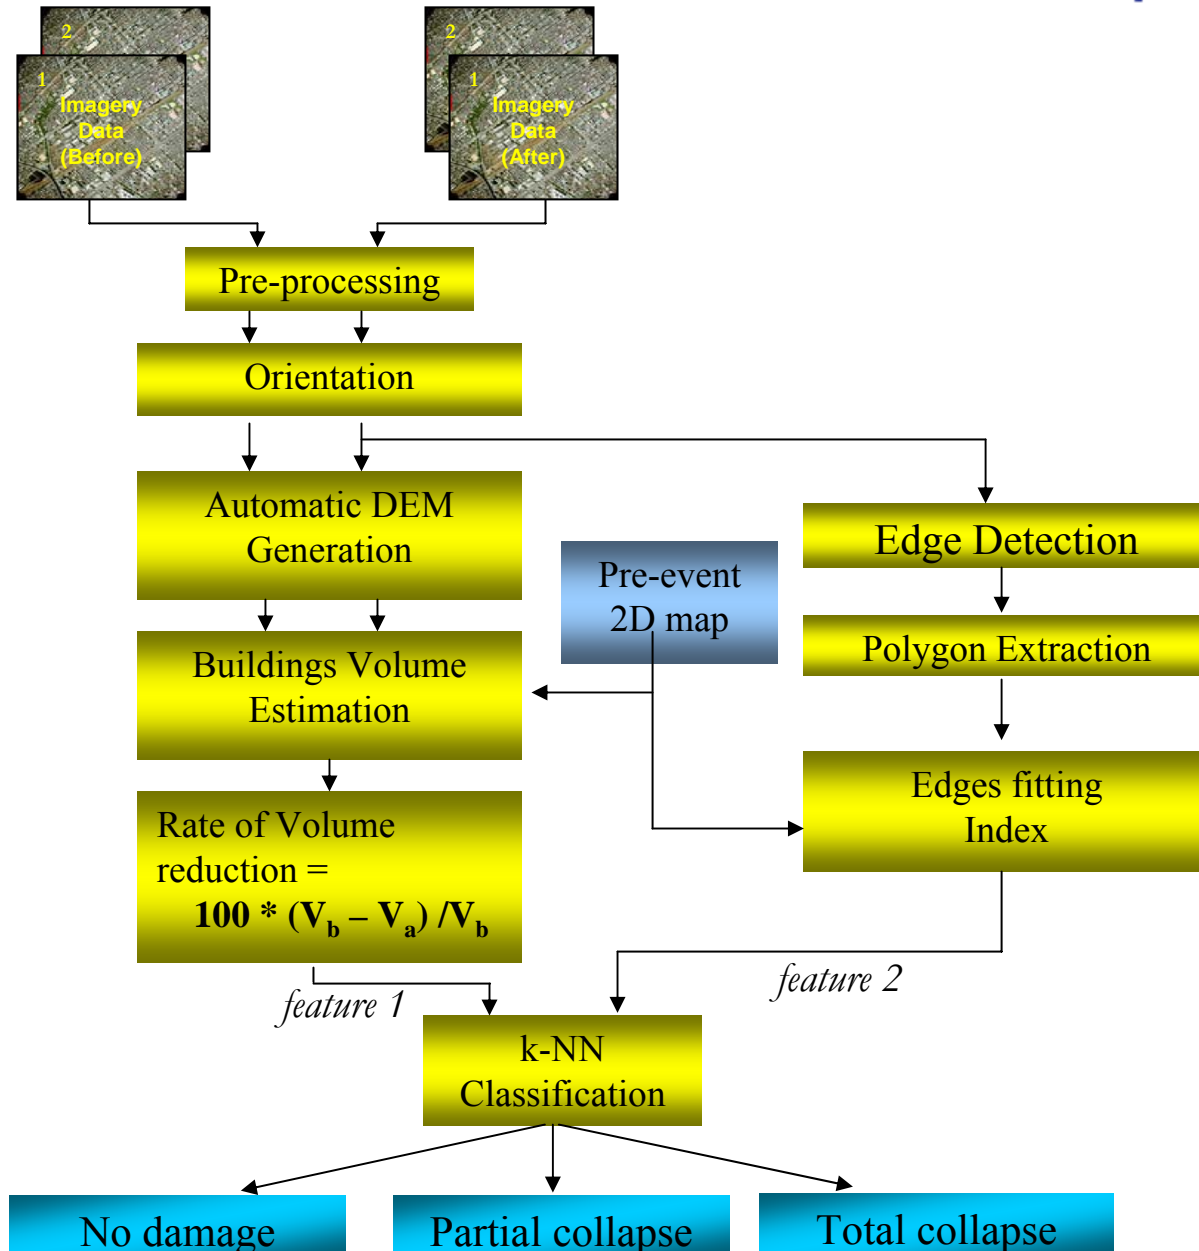 2
1
Imagery
Data
(Before)
2
1
Imagery
Data
(After)
Pre-processing
Orientation
Automatic DEM
Generation
Edge Detection
Pre-event
2D map
Polygon Extraction
Buildings Volume
Estimation
Edges fitting
Index
Rate of Volume
reduction =
100 * (Vb – Va) /Vb
feature 1
feature 2
k-NN
Classification
No damage
Partial collapse
Total collapse